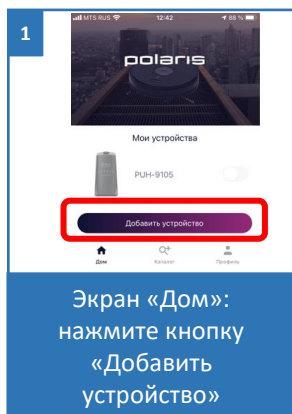 1
MTS RUS 12:42 88 %
polaris
Мои устройства
PUH-9105
Добавить устройство
Дом Каталог Профиль
Экран «Дом»:
нажмите кнопку
«Добавить
устройство»